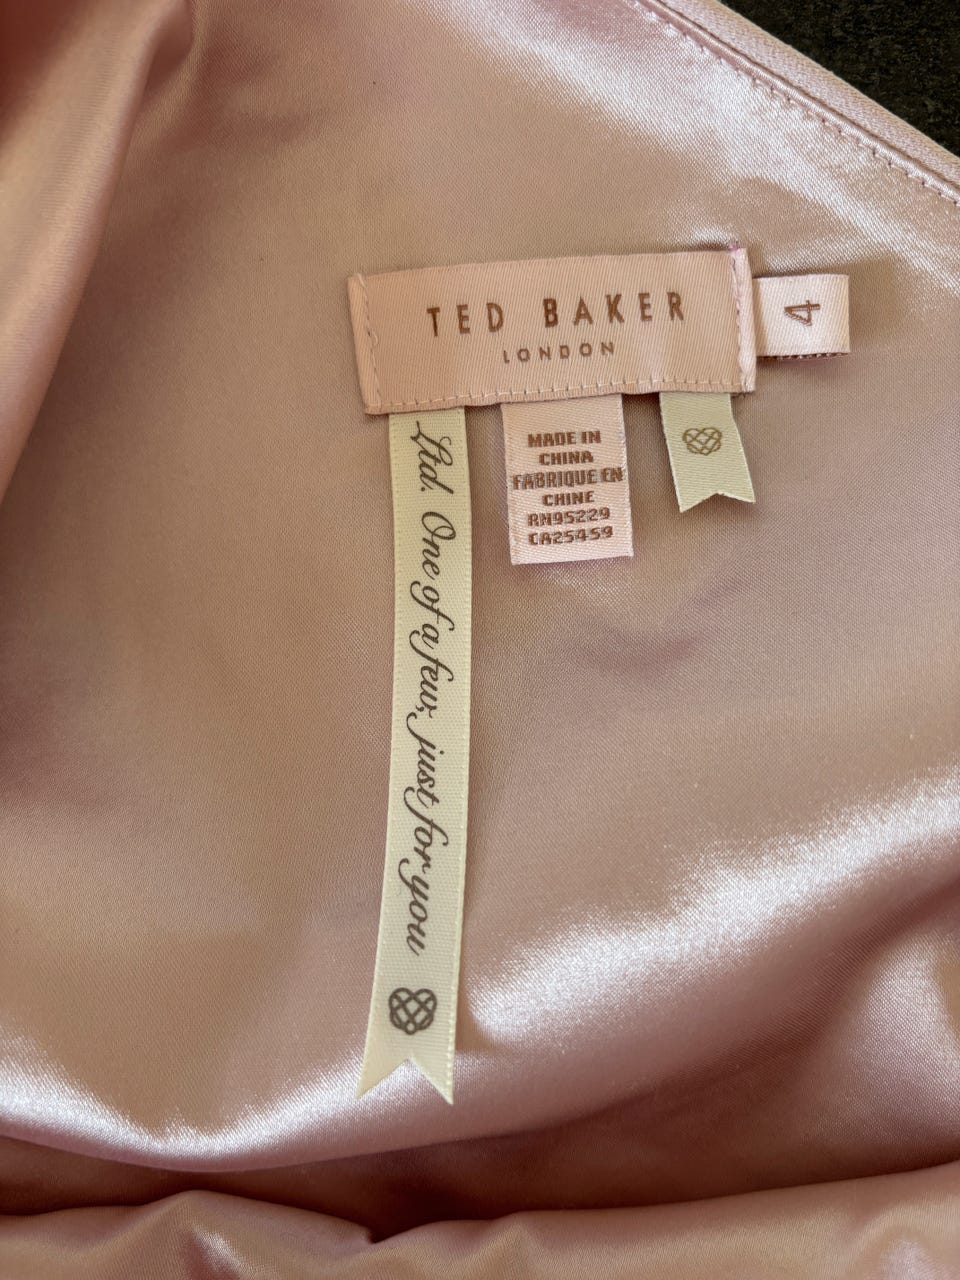 TED BAKER
LONDON
4
MADE IN
CHINA
FABRIQUE EN
CHINE
RN95229
CA25459
Ltd. One of a few, just for you